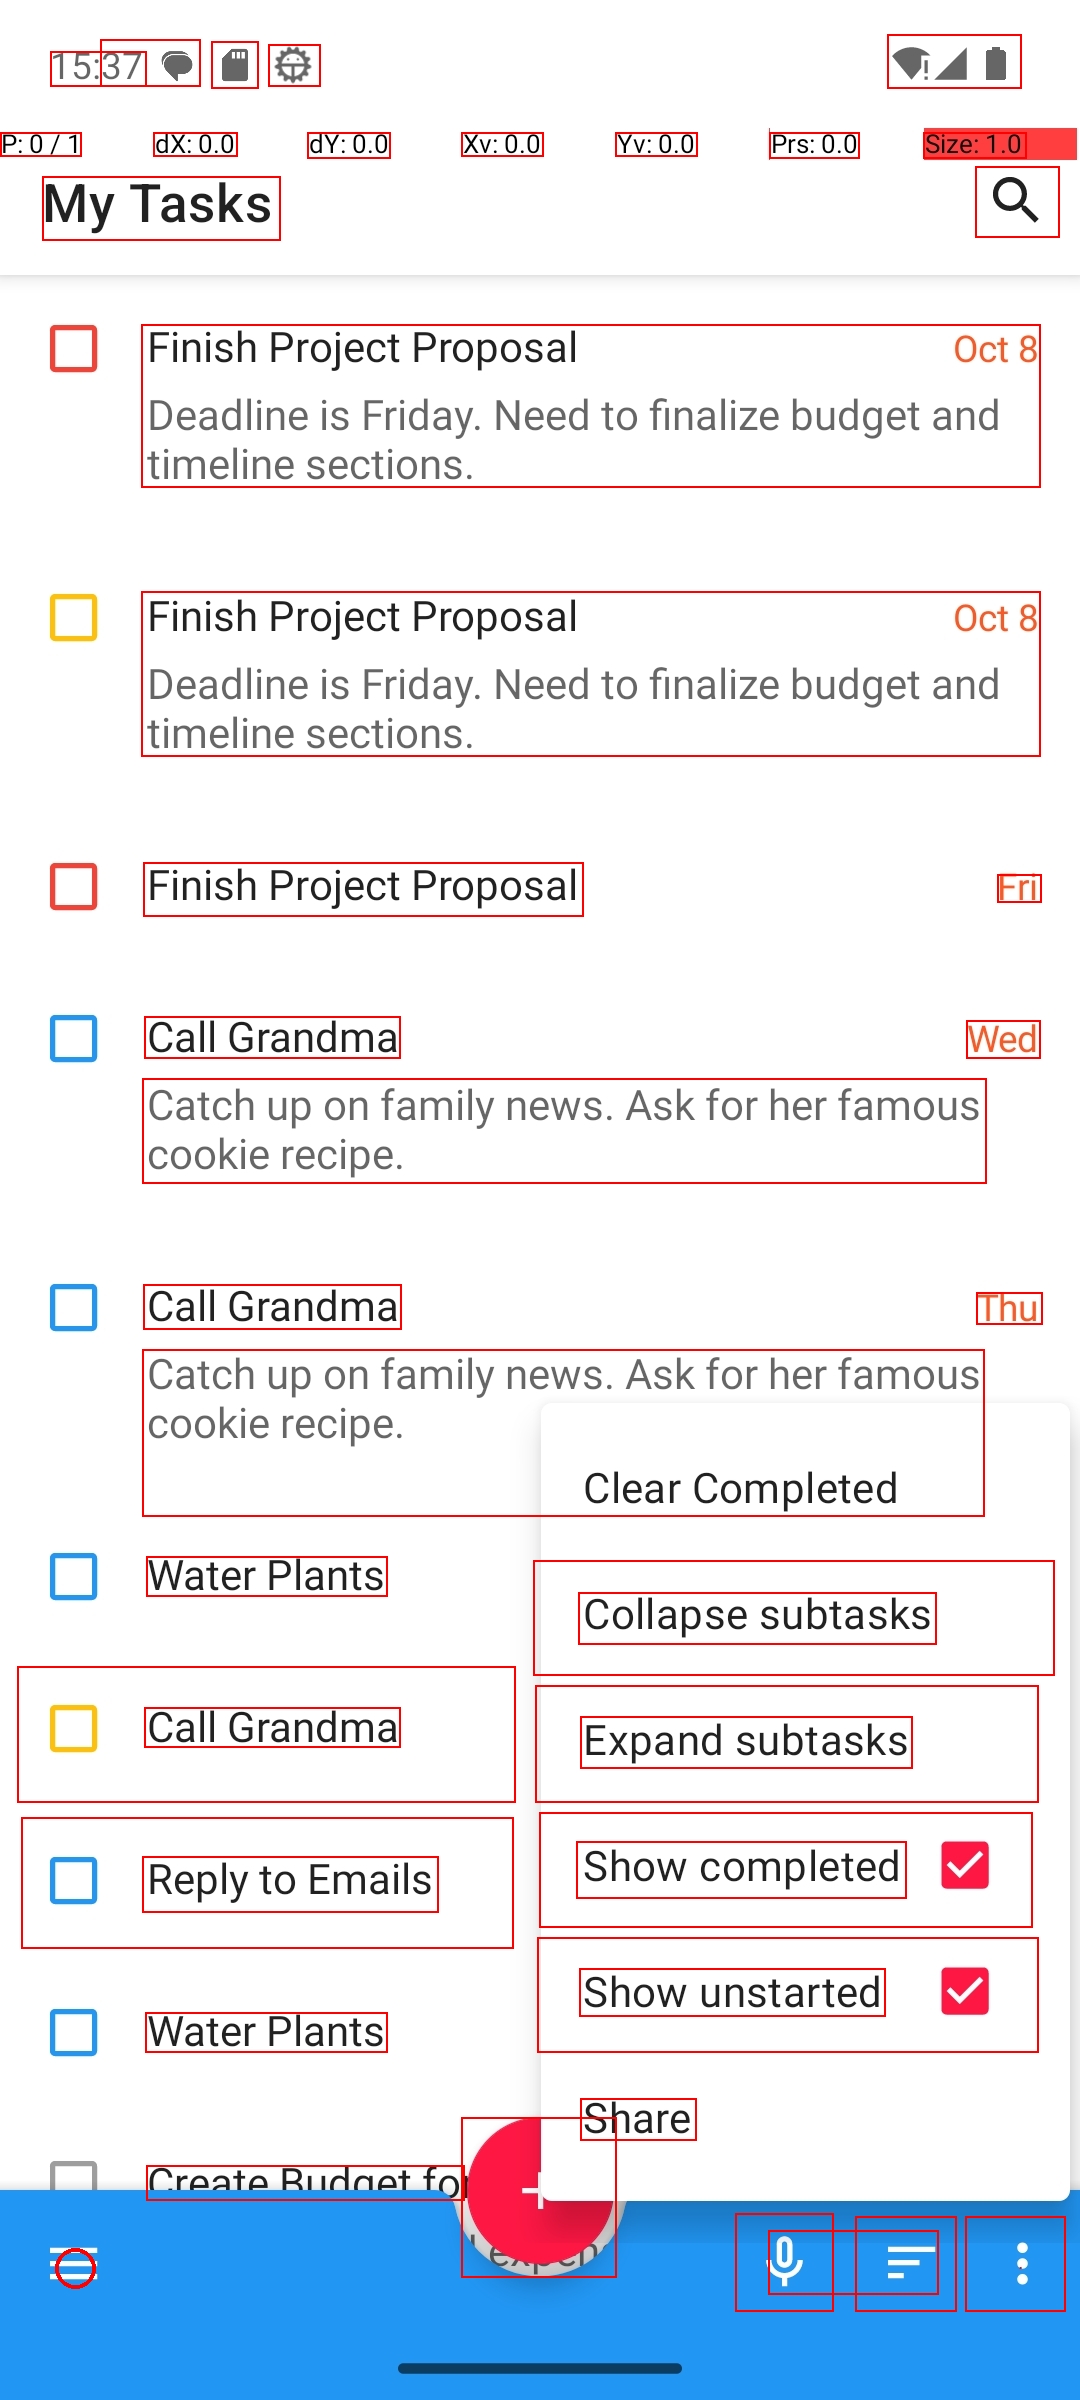 15:37
P: 0 / 1 dX: 0.0 dY: 0.0 Xv: 0.0 Yv: 0.0 Prs: 0.0 Size: 1.0
My Tasks
Finish Project Proposal Oct 8
Deadline is Friday. Need to finalize budget and
timeline sections.
Finish Project Proposal Oct 8
Deadline is Friday. Need to finalize budget and
timeline sections.
Finish Project Proposal Fri
Call Grandma Wed
Catch up on family news. Ask for her famous
cookie recipe.
Call Grandma Thu
Catch up on family news. Ask for her famous
cookie recipe.
Water Plants
Call Grandma
Reply to Emails
Water Plants
Create Budget for
Clear Completed
Collapse subtasks
Expand subtasks
Show completed
Show unstarted
Share